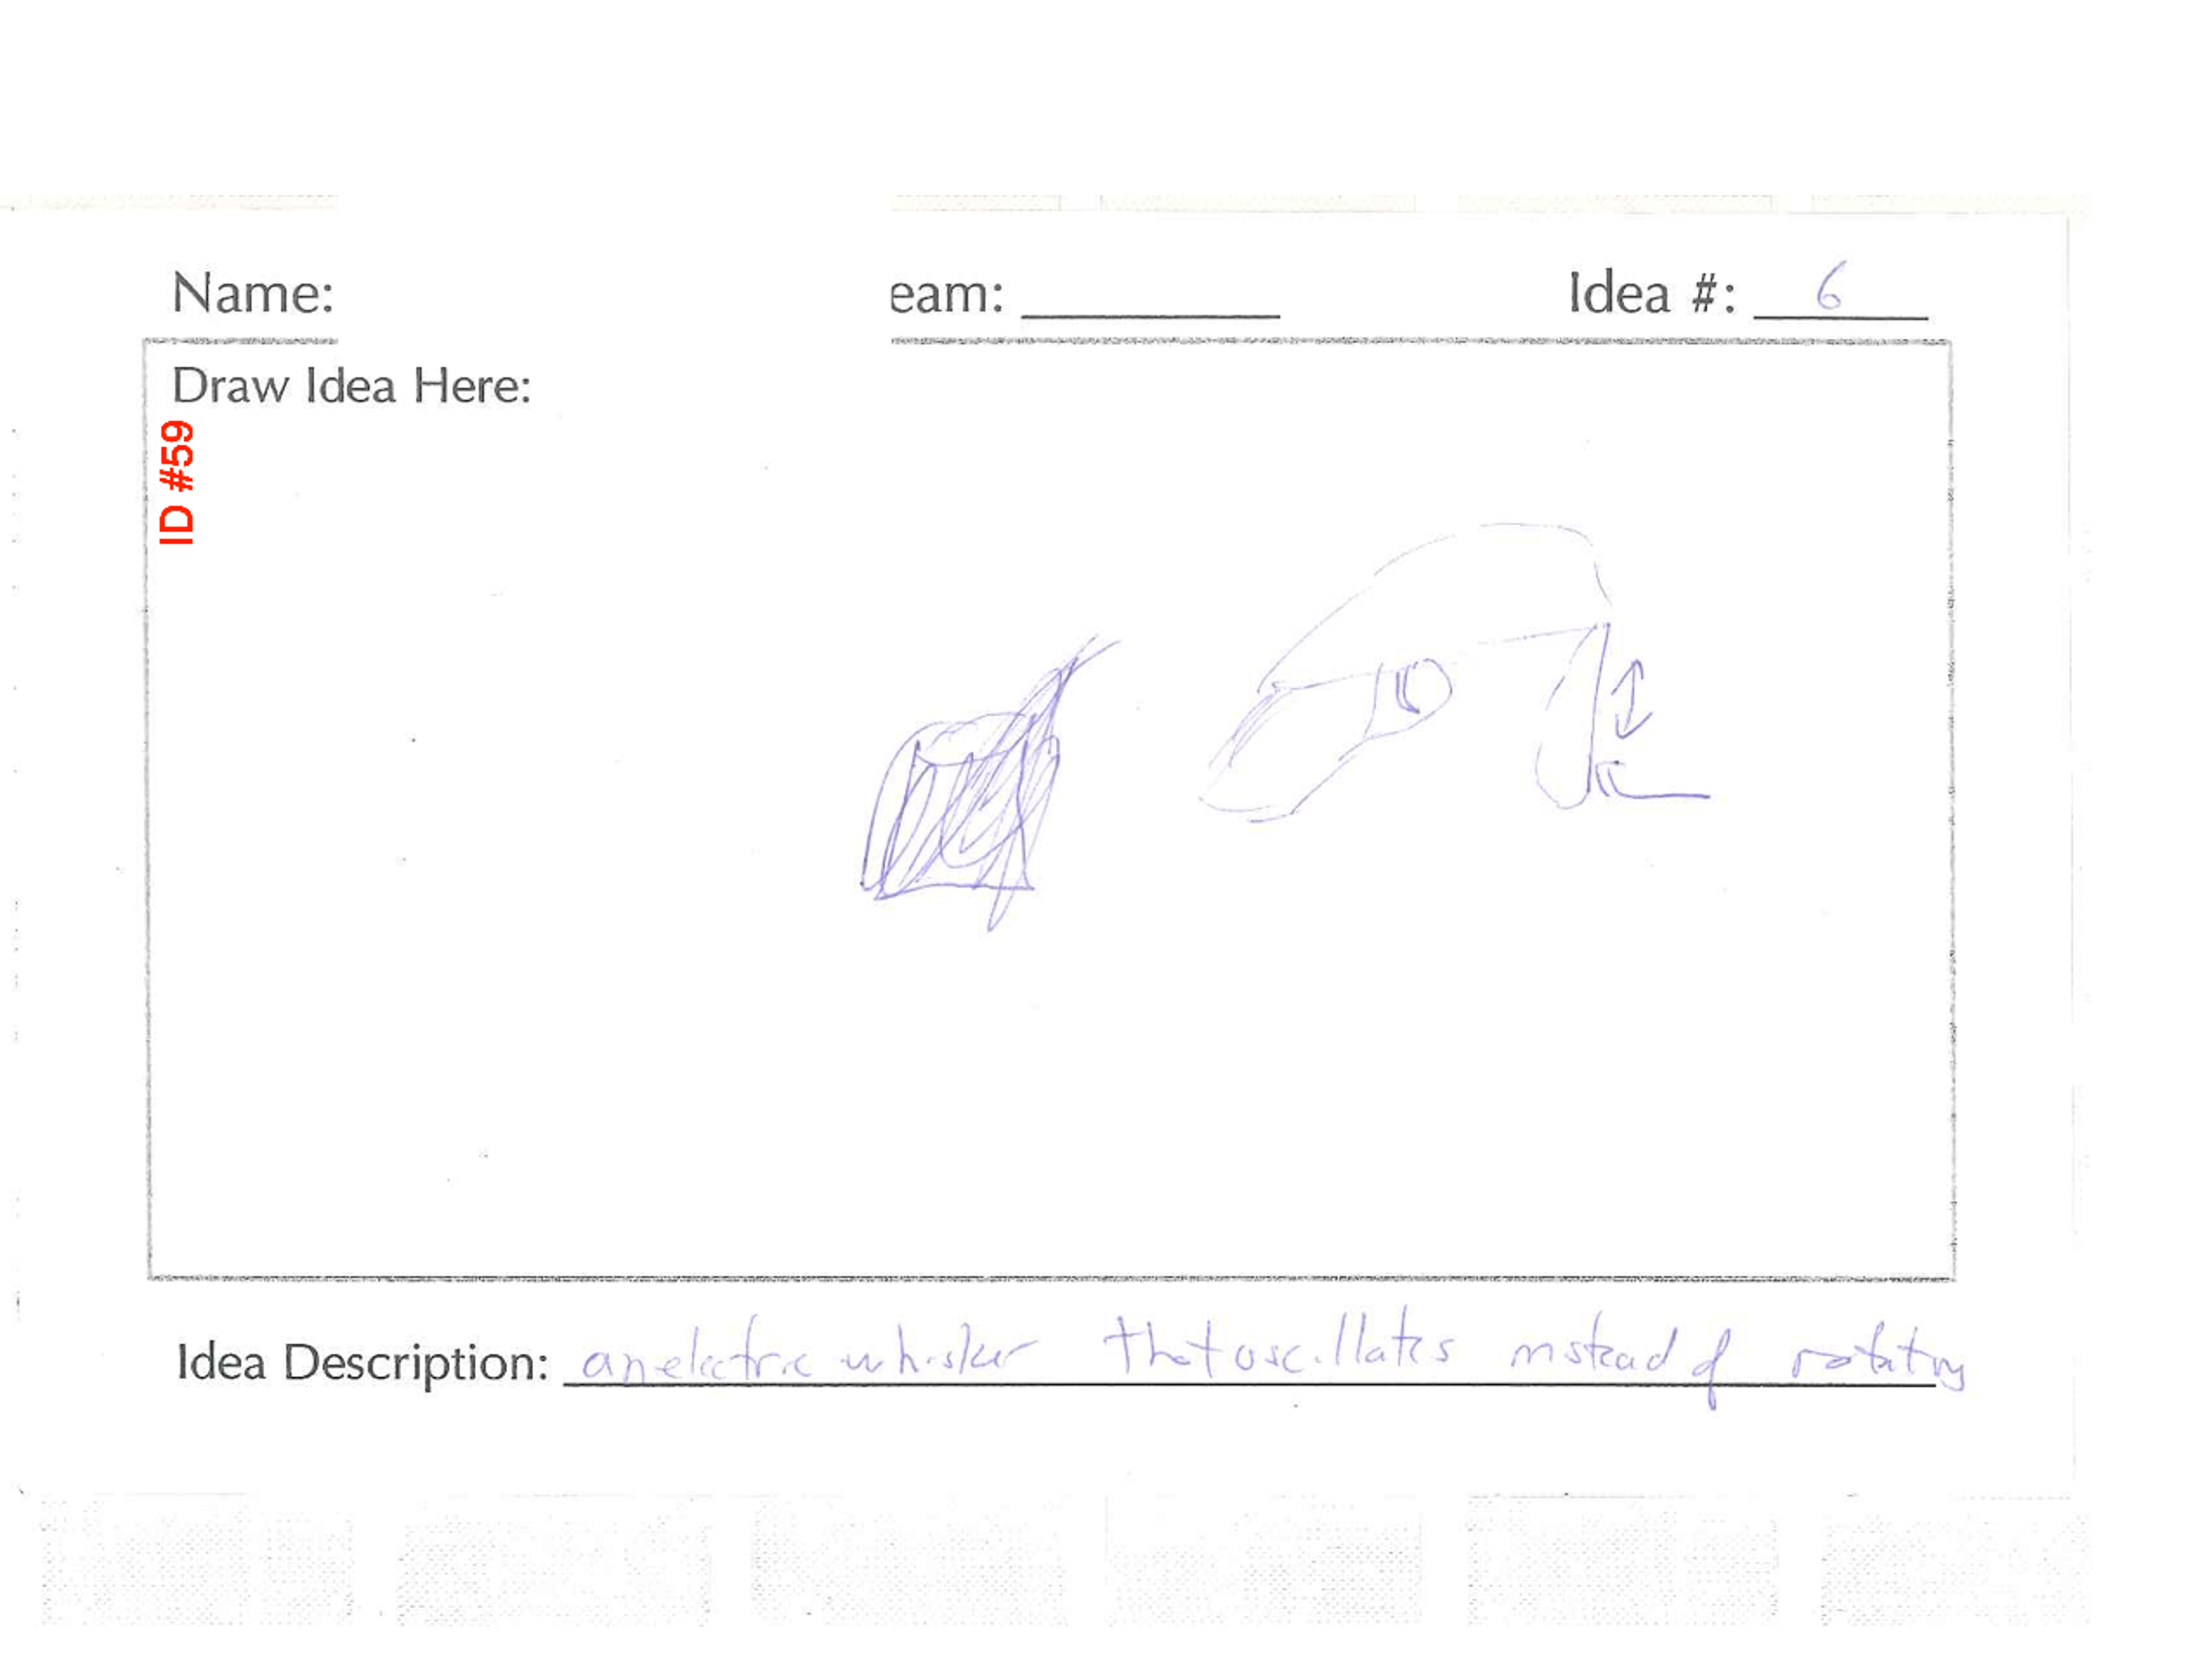 Name: eam: Idea #: 6
Draw Idea Here:
ID #59
Idea Description: an electric whisker that oscillates instead of rotating